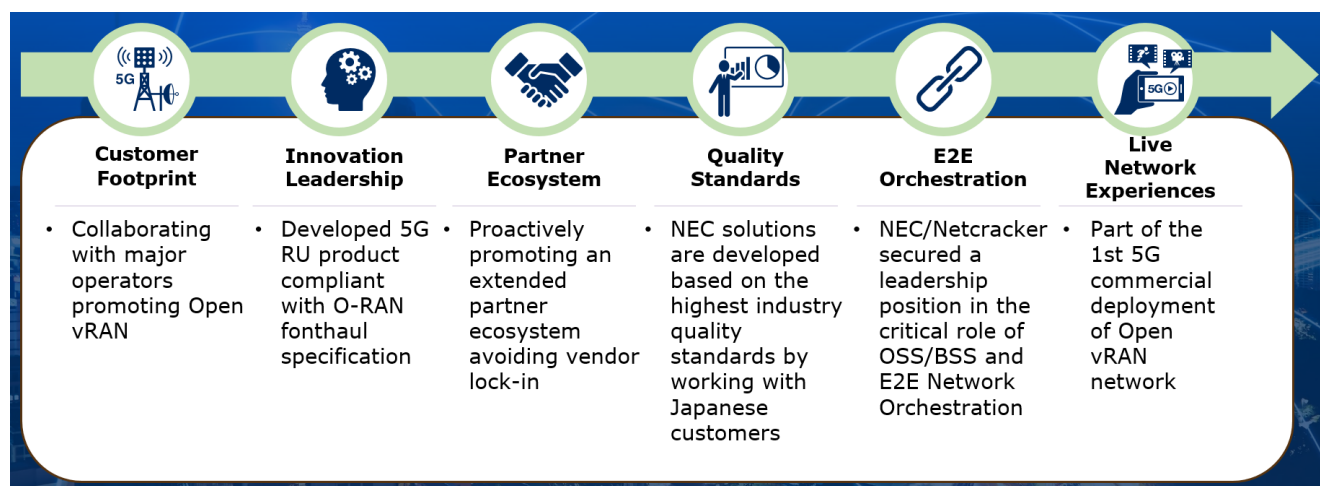 5G
5G
Customer
Footprint
Innovation
Leadership
Partner
Ecosystem
Quality
Standards
E2E
Orchestration
Live
Network
Experiences
• Collaborating
with major
operators
promoting Open
vRAN
• Developed 5G
RU product
compliant
with O-RAN
fonthaul
specification
• Proactively
promoting an
extended
partner
ecosystem
avoiding vendor
lock-in
• NEC solutions
are developed
based on the
highest industry
quality
standards by
working with
Japanese
customers
• NEC/Netcracker
secured a
leadership
position in the
critical role of
OSS/BSS and
E2E Network
Orchestration
• Part of the
1st 5G
commercial
deployment
of Open
vRAN
network